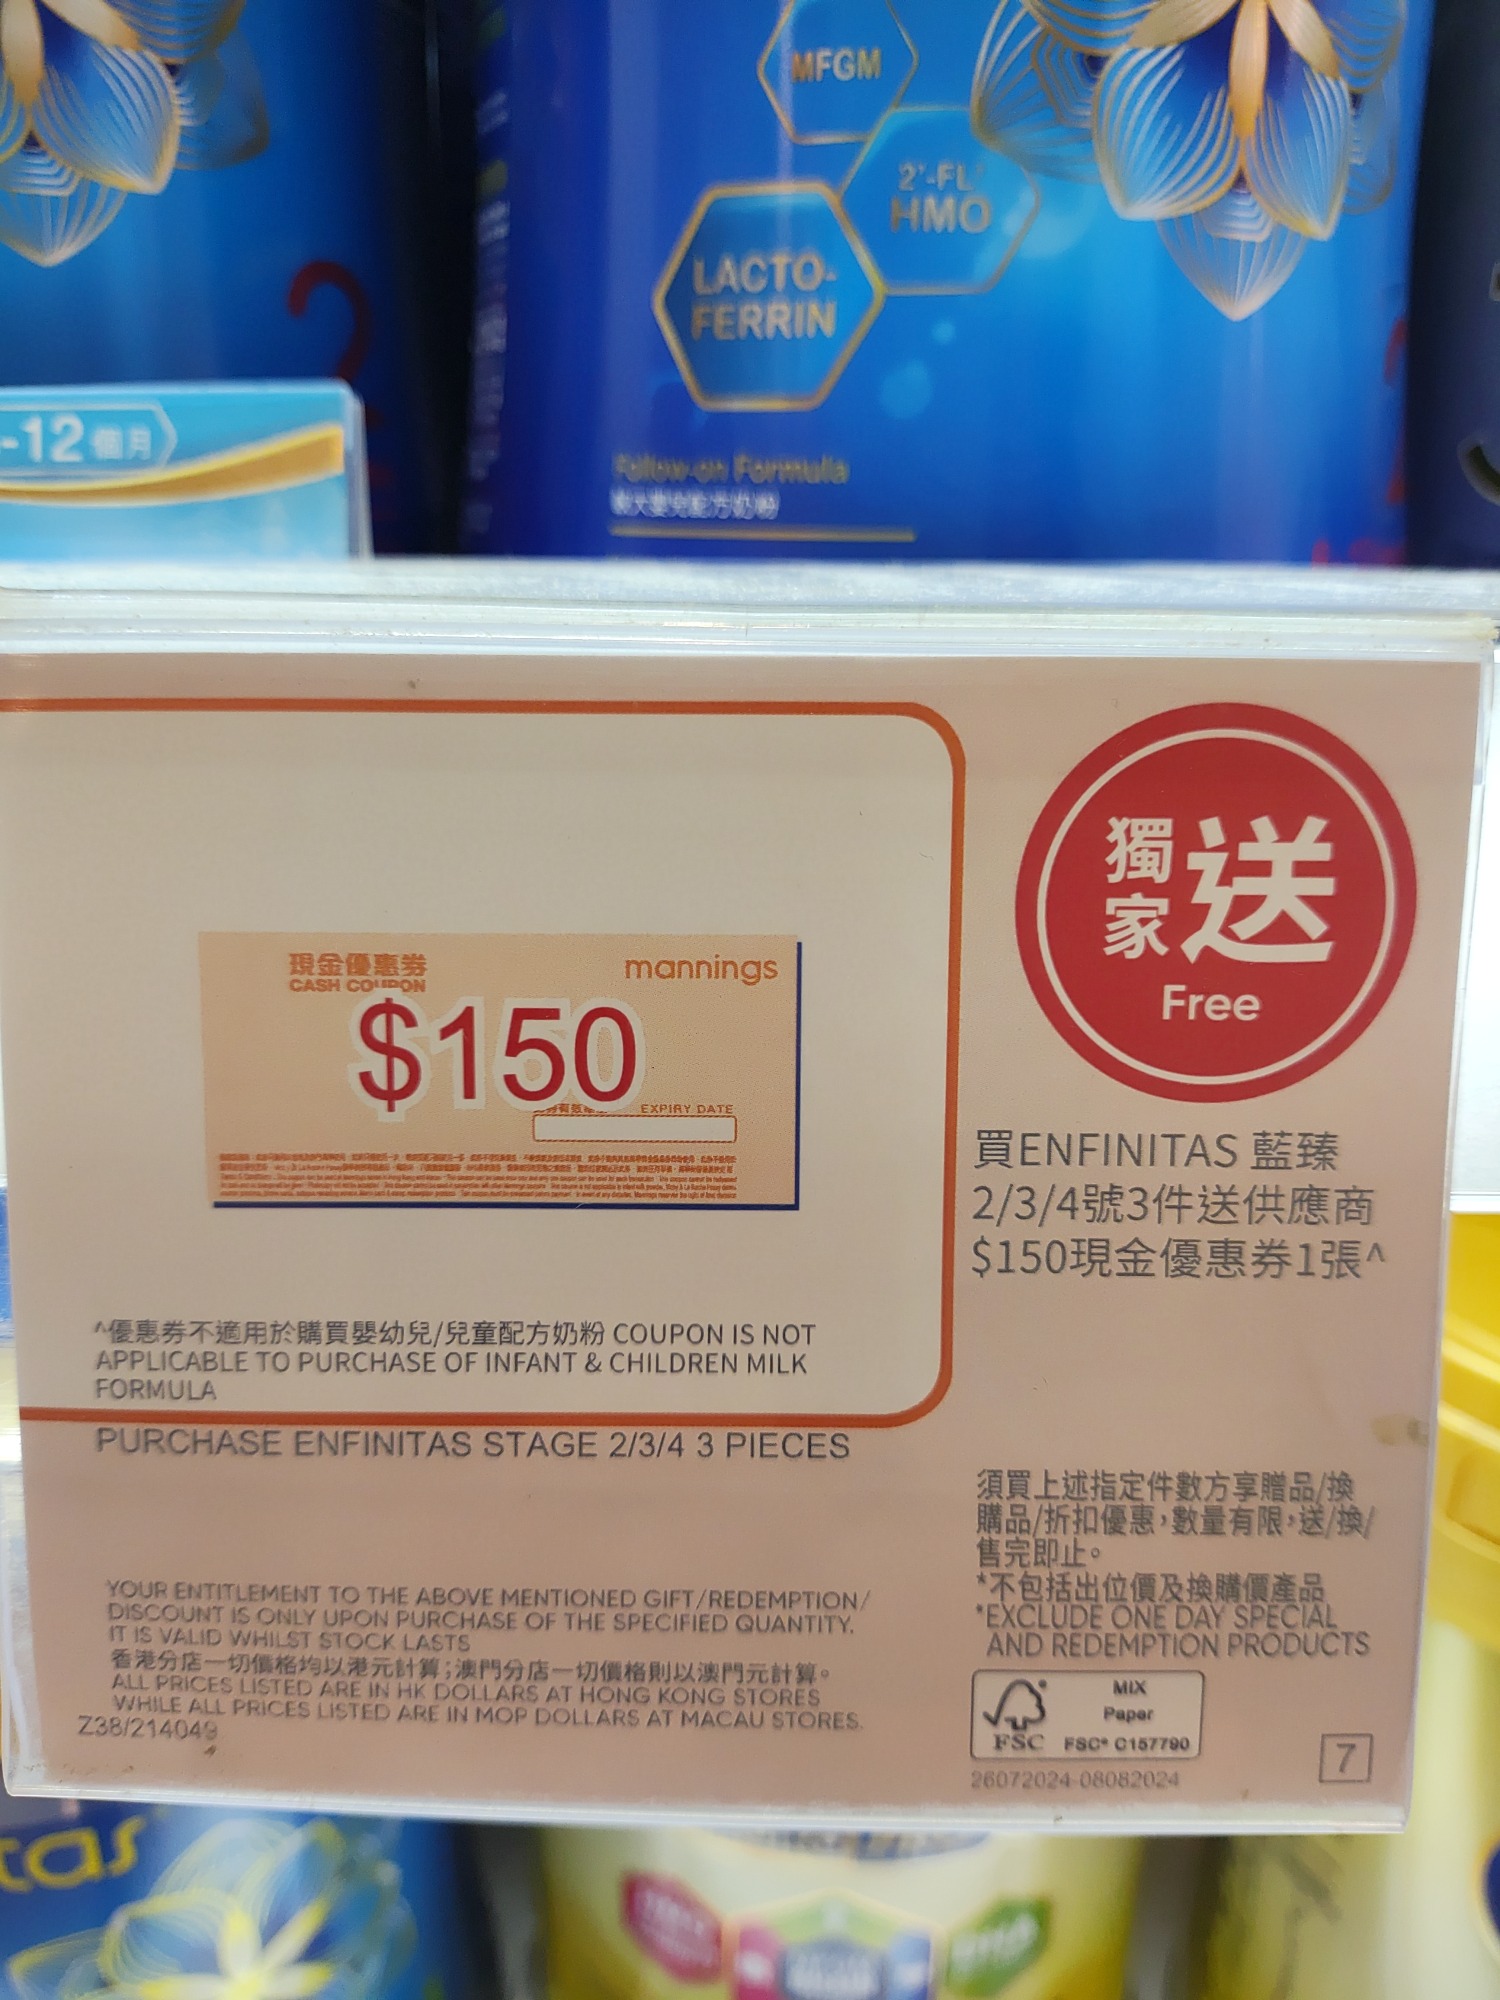 MFGM
2'-FL
HMO
LACTO-
FERRIN
2
-12個月
Follow-on Formula
較大嬰兒配方奶粉
獨家送
Free
現金優惠券
CASH COUPON
mannings
$150
EXPIRY DATE
買ENFINITAS 藍臻
2/3/4號3件送供應商
$150現金優惠券1張^
^優惠券不適用於購買嬰幼兒/兒童配方奶粉 COUPON IS NOT
APPLICABLE TO PURCHASE OF INFANT & CHILDREN MILK
FORMULA
PURCHASE ENFINITAS STAGE 2/3/4 3 PIECES
須買上述指定件數方享贈品/換
購品/折扣優惠,數量有限,送/換/
售完即止。
*不包括出位價及換購價產品
*EXCLUDE ONE DAY SPECIAL
AND REDEMPTION PRODUCTS
YOUR ENTITLEMENT TO THE ABOVE MENTIONED GIFT/REDEMPTION/
DISCOUNT IS ONLY UPON PURCHASE OF THE SPECIFIED QUANTITY.
IT IS VALID WHILST STOCK LASTS
香港分店一切價格均以港元計算;澳門分店一切價格則以澳門元計算。
ALL PRICES LISTED ARE IN HK DOLLARS AT HONG KONG STORES
WHILE ALL PRICES LISTED ARE IN MOP DOLLARS AT MACAU STORES.
Z38/214049
MIX
Paper
FSC
FSC® C157790
26072024-08082024
7
tas